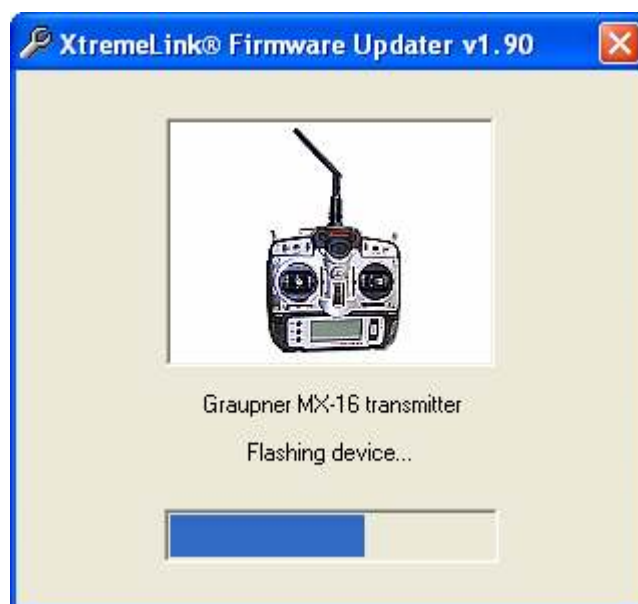 XtremeLink® Firmware Updater v1.90
Graupner MX-16 transmitter
Flashing device...